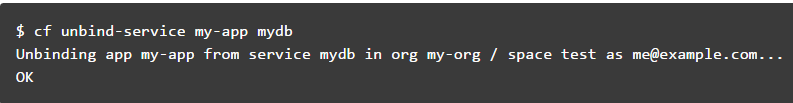 $ cf unbind-service my-app mydb
Unbinding app my-app from service mydb in org my-org / space test as me@example.com...
OK